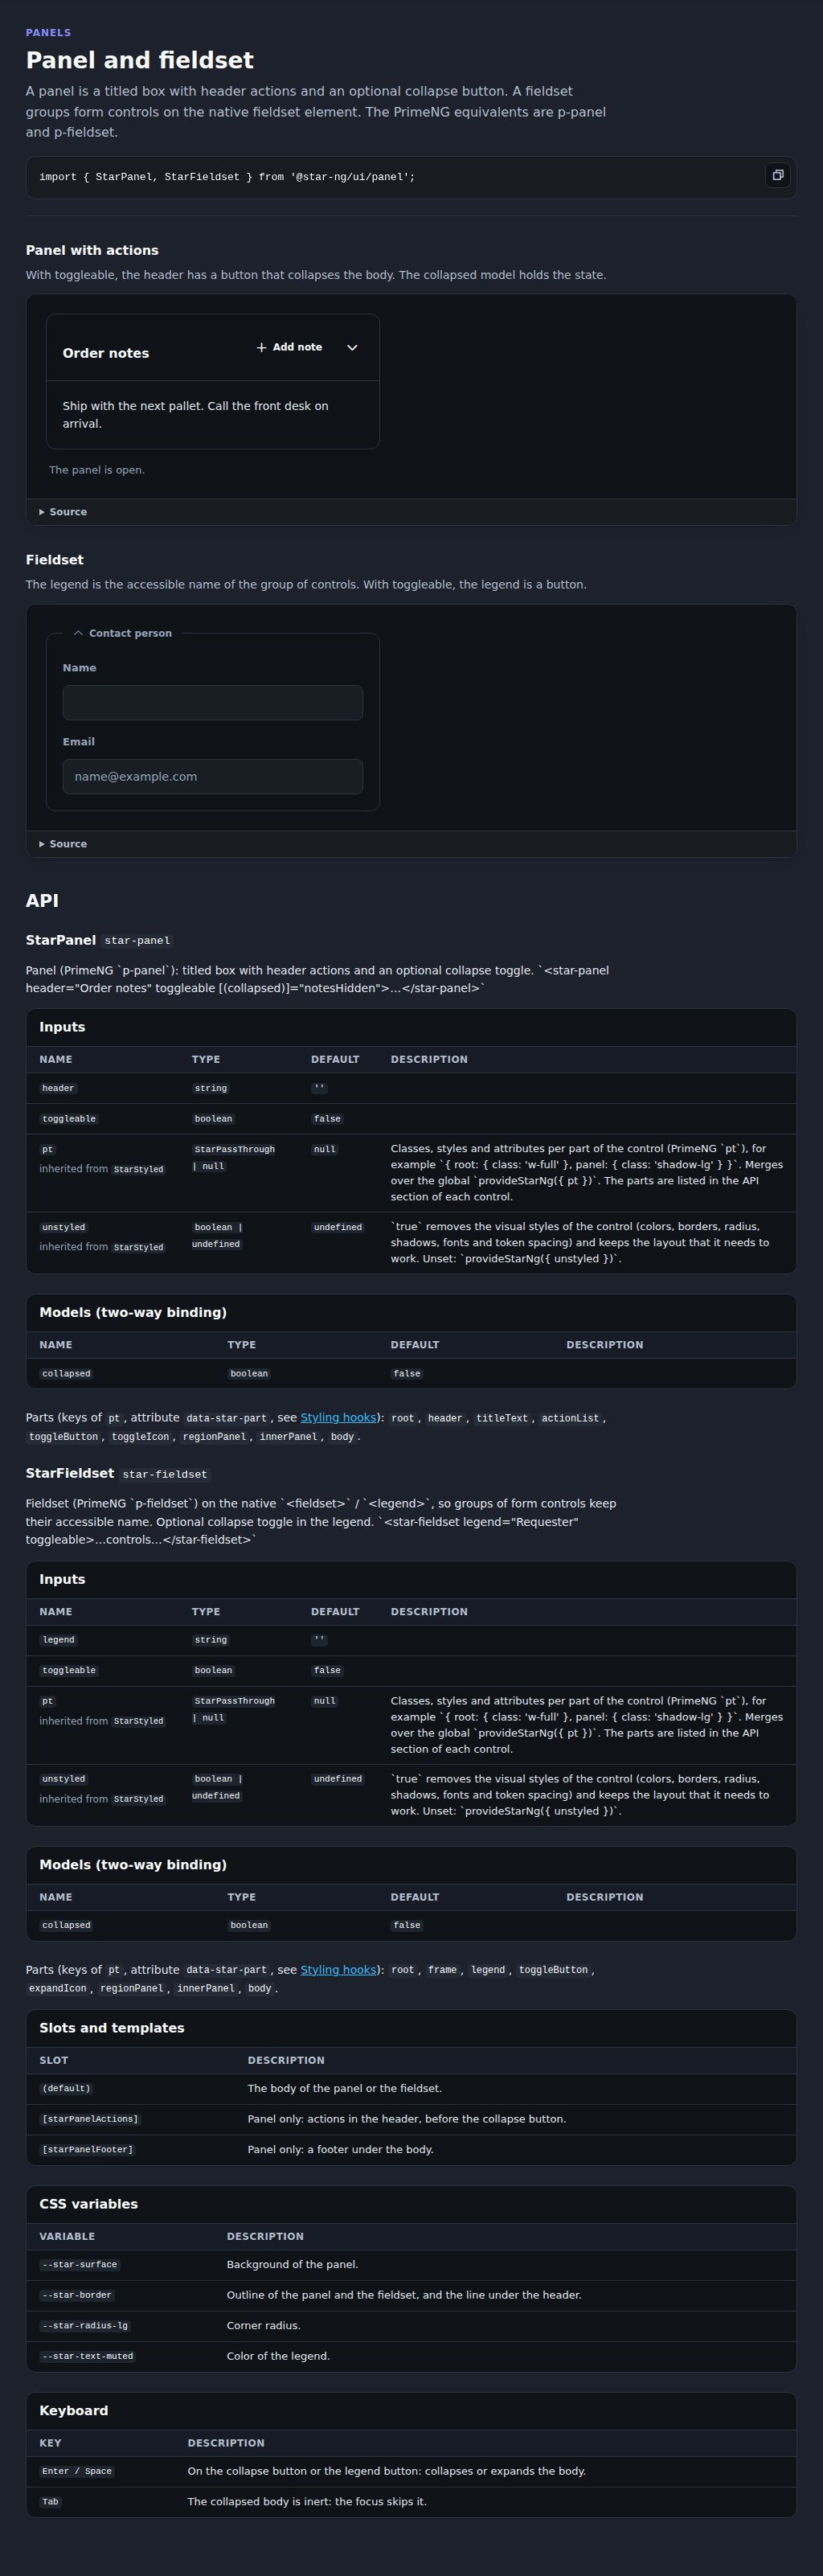 PANELS
Panel and fieldset
A panel is a titled box with header actions and an optional collapse button. A fieldset
groups form controls on the native fieldset element. The PrimeNG equivalents are p-panel
and p-fieldset.
import { StarPanel, StarFieldset } from '@star-ng/ui/panel';
Panel with actions
With toggleable, the header has a button that collapses the body. The collapsed model holds the state.
Order notes
Add note
Ship with the next pallet. Call the front desk on
arrival.
The panel is open.
Source
Fieldset
The legend is the accessible name of the group of controls. With toggleable, the legend is a button.
Contact person
Name
Email
name@example.com
Source
API
StarPanel star-panel
Panel (PrimeNG `p-panel`): titled box with header actions and an optional collapse toggle. `<star-panel
header="Order notes" toggleable [(collapsed)]="notesHidden">…</star-panel>`
Inputs
NAME TYPE DEFAULT DESCRIPTION
header string ''
toggleable boolean false
pt StarPassThrough null Classes, styles and attributes per part of the control (PrimeNG `pt`), for
inherited from StarStyled | null example `{ root: { class: 'w-full' }, panel: { class: 'shadow-lg' } }`. Merges
over the global `provideStarNg({ pt })`. The parts are listed in the API
section of each control.
unstyled boolean | undefined `true` removes the visual styles of the control (colors, borders, radius,
inherited from StarStyled undefined shadows, fonts and token spacing) and keeps the layout that it needs to
work. Unset: `provideStarNg({ unstyled })`.
Models (two-way binding)
NAME TYPE DEFAULT DESCRIPTION
collapsed boolean false
Parts (keys of pt, attribute data-star-part, see Styling hooks): root, header, titleText, actionList,
toggleButton, toggleIcon, regionPanel, innerPanel, body.
StarFieldset star-fieldset
Fieldset (PrimeNG `p-fieldset`) on the native `<fieldset>` / `<legend>`, so groups of form controls keep
their accessible name. Optional collapse toggle in the legend. `<star-fieldset legend="Requester"
toggleable>…controls…</star-fieldset>`
Inputs
NAME TYPE DEFAULT DESCRIPTION
legend string ''
toggleable boolean false
pt StarPassThrough null Classes, styles and attributes per part of the control (PrimeNG `pt`), for
inherited from StarStyled | null example `{ root: { class: 'w-full' }, panel: { class: 'shadow-lg' } }`. Merges
over the global `provideStarNg({ pt })`. The parts are listed in the API
section of each control.
unstyled boolean | undefined `true` removes the visual styles of the control (colors, borders, radius,
inherited from StarStyled undefined shadows, fonts and token spacing) and keeps the layout that it needs to
work. Unset: `provideStarNg({ unstyled })`.
Models (two-way binding)
NAME TYPE DEFAULT DESCRIPTION
collapsed boolean false
Parts (keys of pt, attribute data-star-part, see Styling hooks): root, frame, legend, toggleButton,
expandIcon, regionPanel, innerPanel, body.
Slots and templates
SLOT DESCRIPTION
(default) The body of the panel or the fieldset.
[starPanelActions] Panel only: actions in the header, before the collapse button.
[starPanelFooter] Panel only: a footer under the body.
CSS variables
VARIABLE DESCRIPTION
--star-surface Background of the panel.
--star-border Outline of the panel and the fieldset, and the line under the header.
--star-radius-lg Corner radius.
--star-text-muted Color of the legend.
Keyboard
KEY DESCRIPTION
Enter / Space On the collapse button or the legend button: collapses or expands the body.
Tab The collapsed body is inert: the focus skips it.